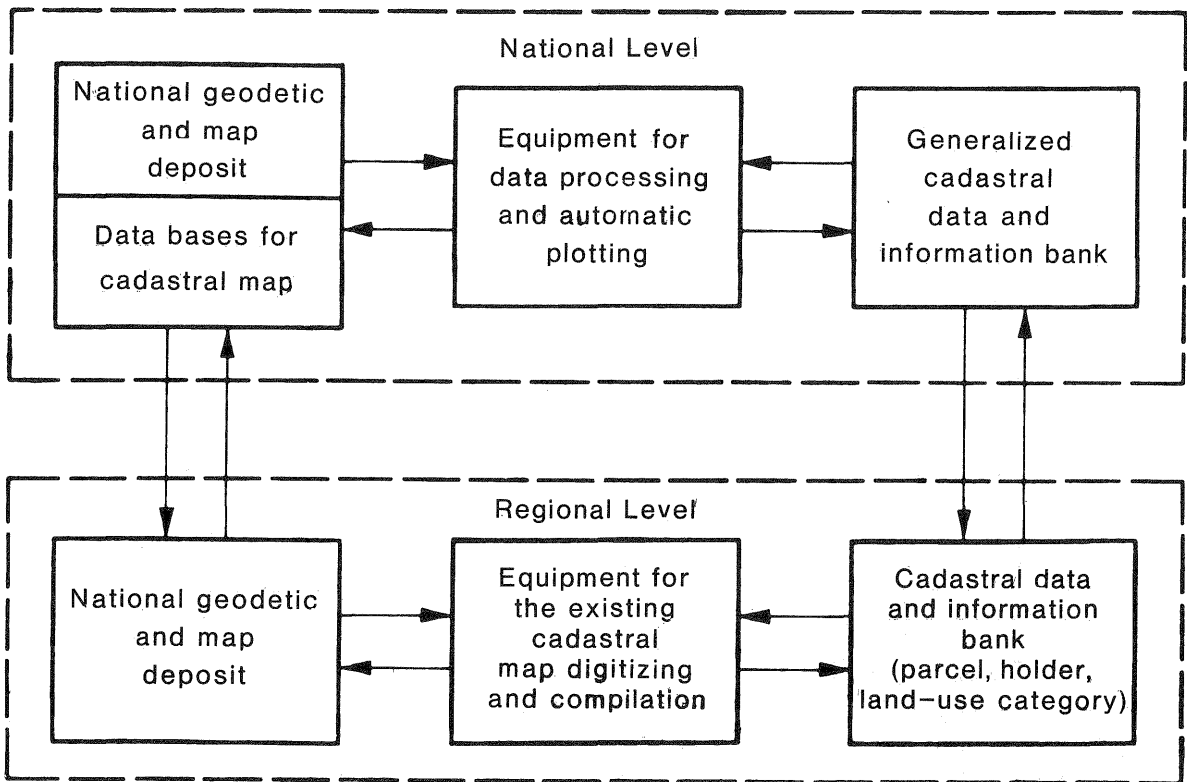 National Level
National geodetic
and map
deposit
Data bases for
cadastral map
Equipment for
data processing
and automatic
plotting
Generalized
cadastral
data and
information bank
Regional Level
National geodetic
and map
deposit
Equipment for
the existing
cadastral
map digitizing
and compilation
Cadastral data
and information
bank
(parcel, holder,
land-use category)